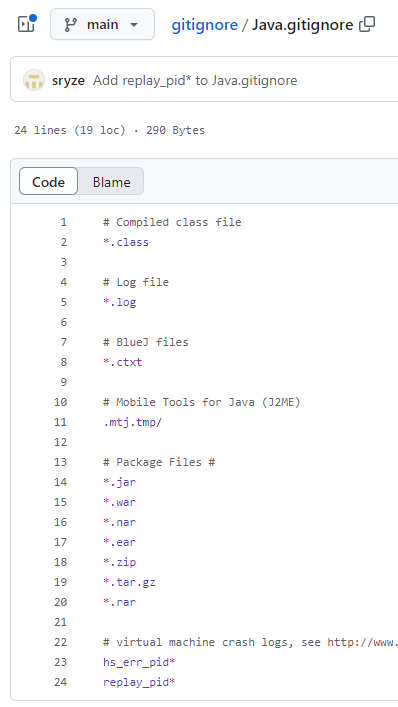 main
gitignore / Java.gitignore
sryze Add replay_pid* to Java.gitignore
24 lines (19 loc) · 290 Bytes
Code Blame
1 # Compiled class file
2 *.class
3
4 # Log file
5 *.log
6
7 # BlueJ files
8 *.ctxt
9
10 # Mobile Tools for Java (J2ME)
11 .mtj.tmp/
12
13 # Package Files #
14 *.jar
15 *.war
16 *.nar
17 *.ear
18 *.zip
19 *.tar.gz
20 *.rar
21
22 # virtual machine crash logs, see http://www.
23 hs_err_pid*
24 replay_pid*